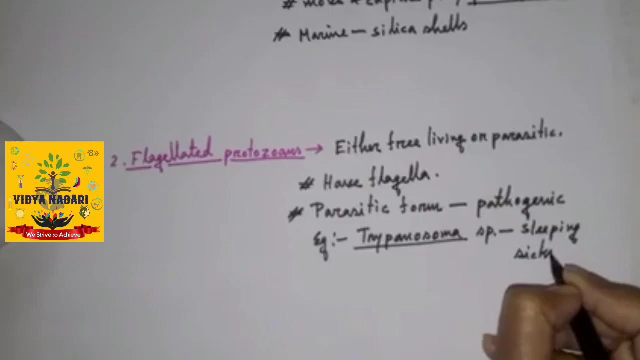 # Marine – silica shells
2. Flagellated protozoans → Either free living or parasitic.
# Have flagella.
# Parasitic form – pathogenic
Eg:- Trypanosoma sp. – sleeping
sick
VIDYA NAGARI
We Strive to Achieve